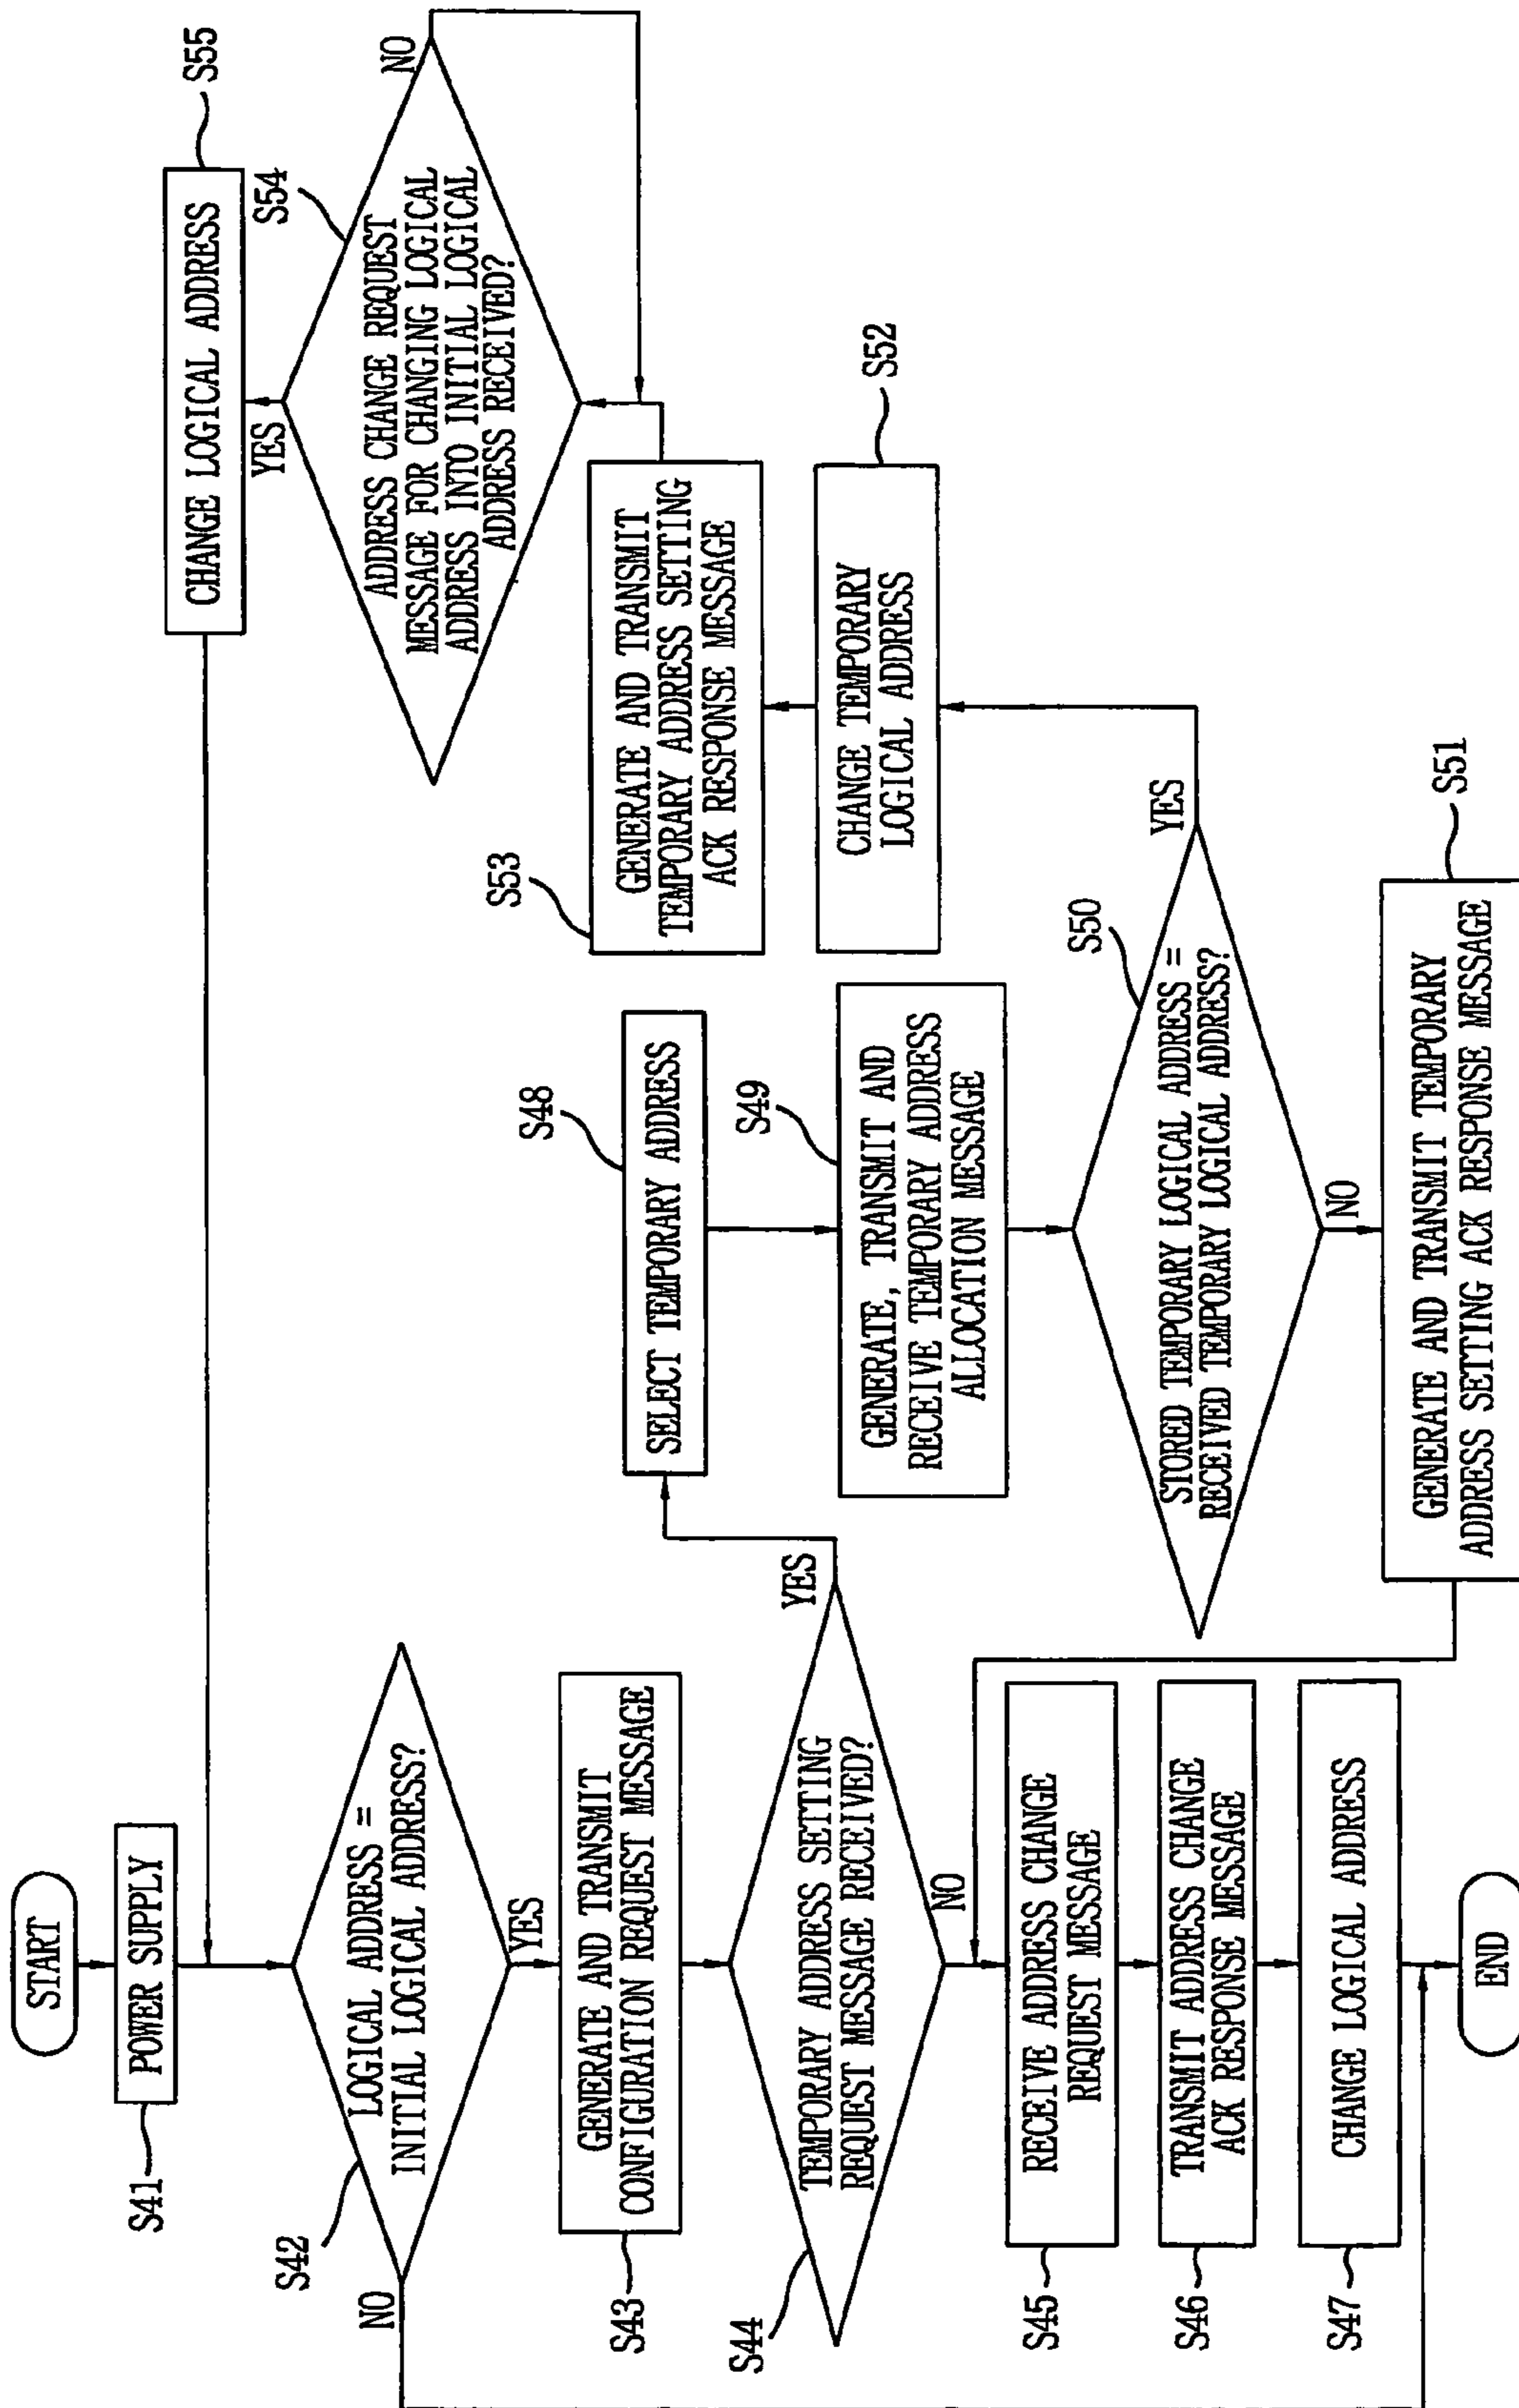 START
S41
POWER SUPPLY
S42
LOGICAL ADDRESS =
INITIAL LOGICAL ADDRESS?
NO
YES
S43
GENERATE AND TRANSMIT
CONFIGURATION REQUEST MESSAGE
S44
TEMPORARY ADDRESS SETTING
REQUEST MESSAGE RECEIVED?
YES
NO
S45
RECEIVE ADDRESS CHANGE
REQUEST MESSAGE
S46
TRANSMIT ADDRESS CHANGE
ACK RESPONSE MESSAGE
S47
CHANGE LOGICAL ADDRESS
END
S48
SELECT TEMPORARY ADDRESS
S49
GENERATE, TRANSMIT AND
RECEIVE TEMPORARY ADDRESS
ALLOCATION MESSAGE
S50
STORED TEMPORARY LOGICAL ADDRESS =
RECEIVED TEMPORARY LOGICAL ADDRESS?
YES
NO
S51
GENERATE AND TRANSMIT TEMPORARY
ADDRESS SETTING ACK RESPONSE MESSAGE
S52
CHANGE TEMPORARY
LOGICAL ADDRESS
S53
GENERATE AND TRANSMIT
TEMPORARY ADDRESS SETTING
ACK RESPONSE MESSAGE
S54
ADDRESS CHANGE REQUEST
MESSAGE FOR CHANGING LOGICAL
ADDRESS INTO INITIAL LOGICAL
ADDRESS RECEIVED?
NO
YES
S55
CHANGE LOGICAL ADDRESS